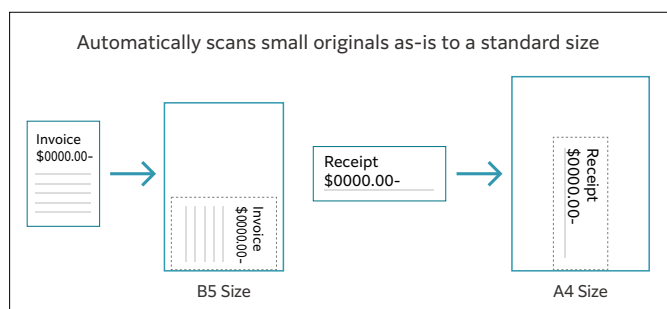 Automatically scans small originals as-is to a standard size
Invoice
$0000.00-
Invoice
$0000.00-
B5 Size
Receipt
$0000.00-
Receipt
$0000.00-
A4 Size